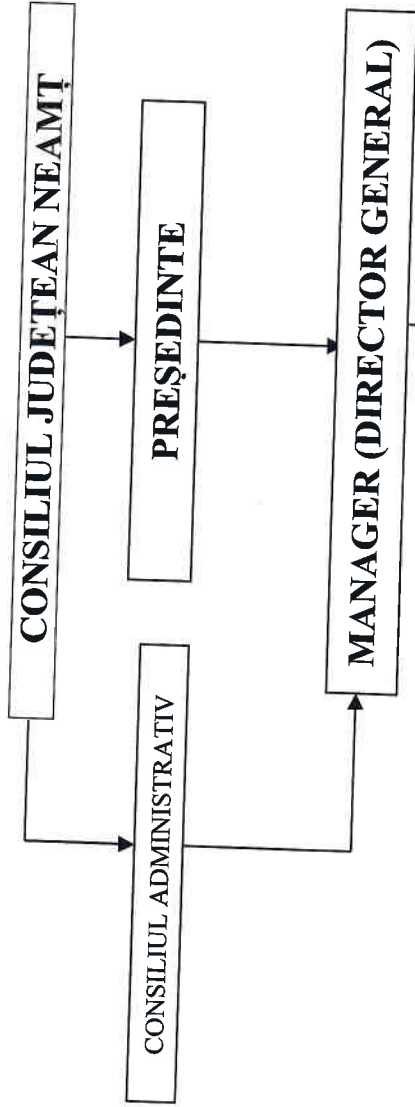 CONSILIUL JUDEȚEAN NEAMȚ
CONSILIUL ADMINISTRATIV
PREȘEDINTE
MANAGER (DIRECTOR GENERAL)